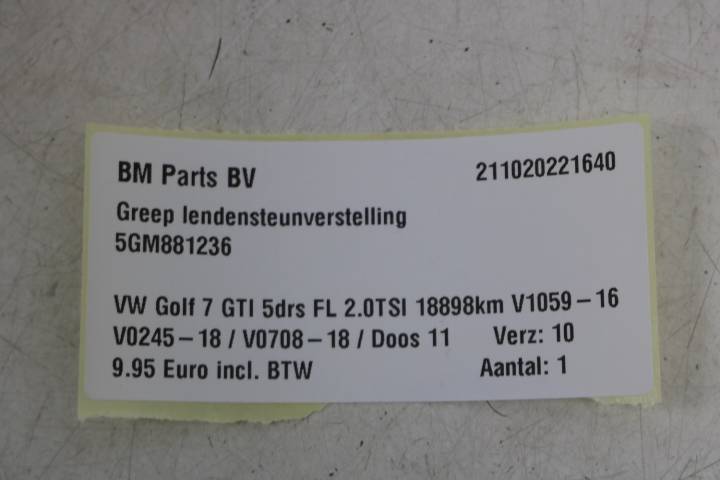 BM Parts BV 211020221640
Greep lendensteunverstelling
5GM881236
VW Golf 7 GTI 5drs FL 2.0TSI 18898km V1059-16
V0245-18 / V0708-18 / Doos 11 Verz: 10
9.95 Euro incl. BTW Aantal: 1